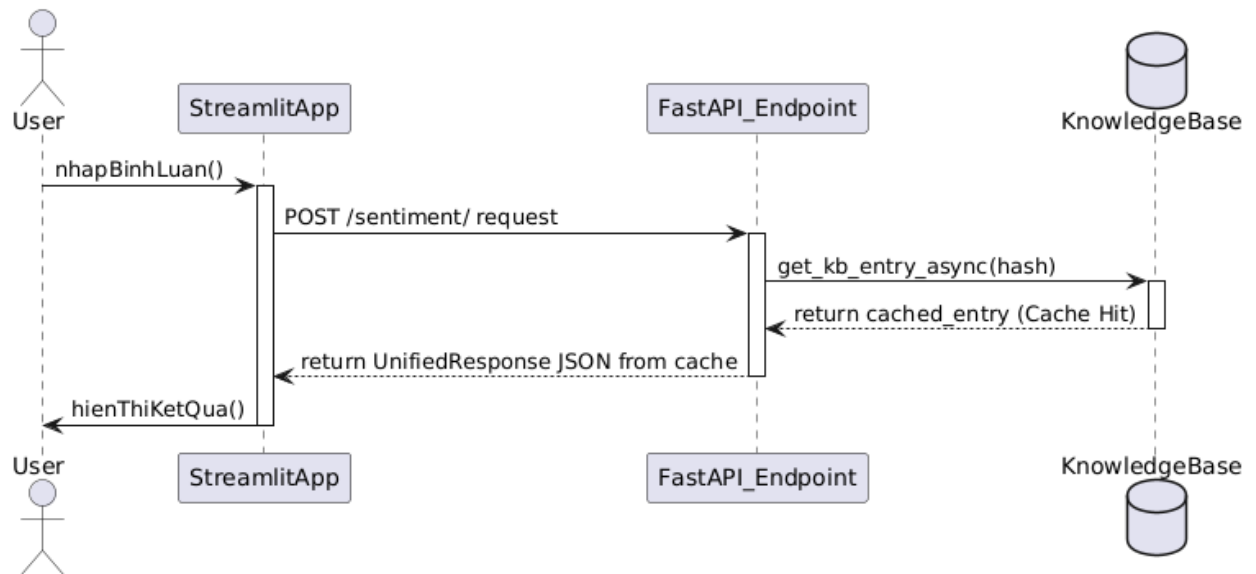 User
StreamlitApp
FastAPI_Endpoint
KnowledgeBase
nhapBinhLuan()
POST /sentiment/ request
get_kb_entry_async(hash)
return cached_entry (Cache Hit)
return UnifiedResponse JSON from cache
hienThiKetQua()
User
StreamlitApp
FastAPI_Endpoint
KnowledgeBase